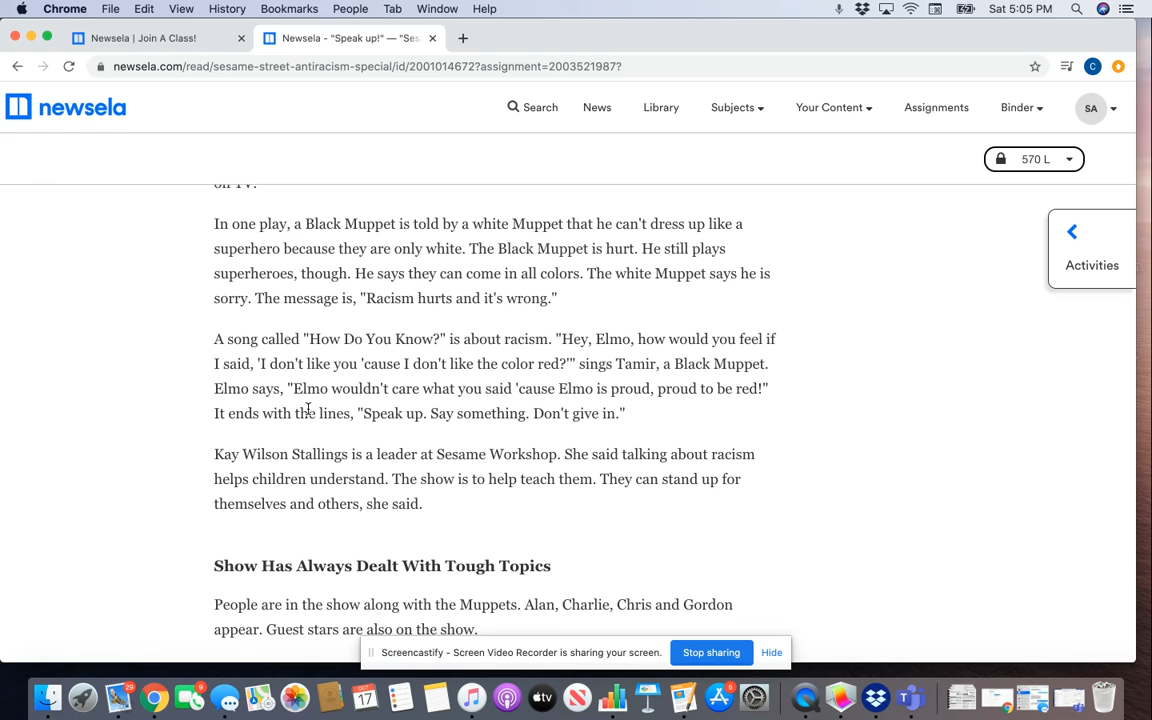 Chrome File Edit View History Bookmarks People Tab Window Help Sat 5:05 PM
Newsela | Join A Class! Newsela - "Speak up!" — "Ses
newsela.com/read/sesame-street-antiracism-special/id/2001014672?assignment=2003521987? C
newsela Search News Library Subjects Your Content Assignments Binder SA
570 L
on TV.
In one play, a Black Muppet is told by a white Muppet that he can't dress up like a
superhero because they are only white. The Black Muppet is hurt. He still plays
superheroes, though. He says they can come in all colors. The white Muppet says he is
sorry. The message is, "Racism hurts and it's wrong."
Activities
A song called "How Do You Know?" is about racism. "Hey, Elmo, how would you feel if
I said, 'I don't like you 'cause I don't like the color red?'" sings Tamir, a Black Muppet.
Elmo says, "Elmo wouldn't care what you said 'cause Elmo is proud, proud to be red!"
It ends with the lines, "Speak up. Say something. Don't give in."
Kay Wilson Stallings is a leader at Sesame Workshop. She said talking about racism
helps children understand. The show is to help teach them. They can stand up for
themselves and others, she said.
Show Has Always Dealt With Tough Topics
People are in the show along with the Muppets. Alan, Charlie, Chris and Gordon
appear. Guest stars are also on the show.
Screencastify - Screen Video Recorder is sharing your screen. Stop sharing Hide
29 9 OCT 17 tv 5